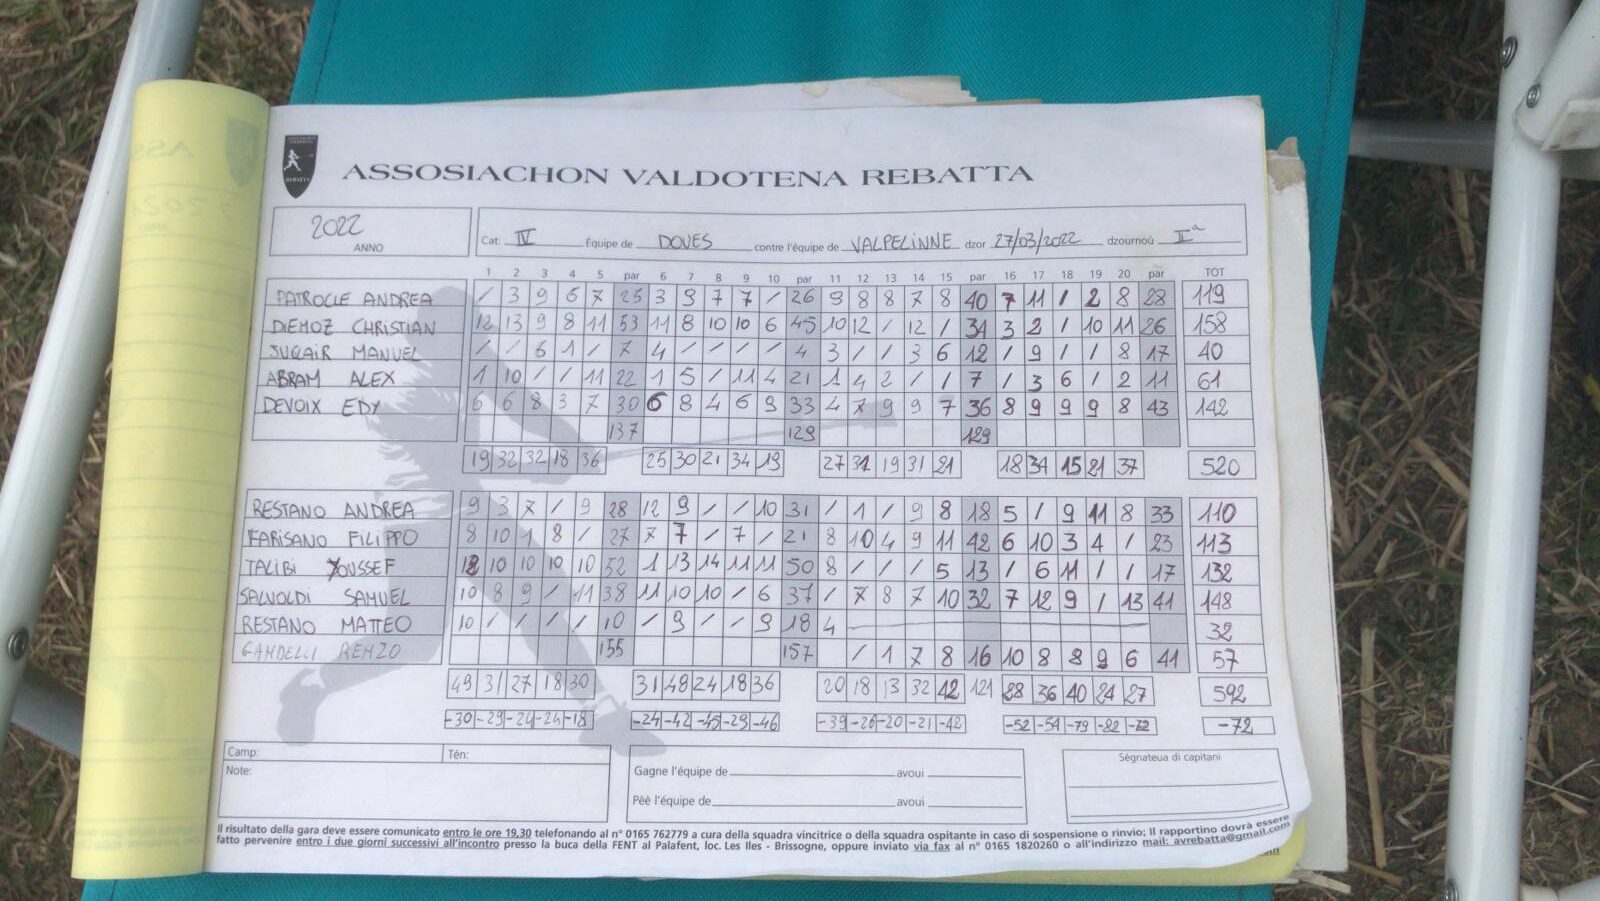 ASSOSIACHON VALDOTENA REBATTA
REBATTA
2022
ANNO
Cat: IV Équipe de DOUES contre l'équipe de VALPELINNE dzor 27/03/2022 dzournoù IIª
1 2 3 4 5 par 6 7 8 9 10 par 11 12 13 14 15 par 16 17 18 19 20 par TOT
PATROCLE ANDREA / 3 9 6 7 25 3 9 7 7 / 26 9 8 8 7 8 40 7 11 / 2 8 28 119
DIEMOZ CHRISTIAN 12 13 9 8 11 53 11 8 10 10 6 45 10 12 / 12 / 34 3 2 / 10 11 26 158
JUGAIR MANUEL / / 6 1 / 7 4 / / / / 4 3 / / 3 6 12 / 9 / / 8 17 40
ABRAM ALEX 1 10 / / 11 22 1 5 / 11 4 21 1 4 2 / / 7 / 3 6 / 2 11 61
DEVOIX EDY 6 6 8 3 7 30 6 8 4 6 9 33 4 7 9 9 7 36 8 9 9 9 8 43 142
137 129 129
19 32 32 18 36 25 30 21 34 19 27 31 19 31 21 18 34 15 21 37 520
RESTANO ANDREA 9 3 7 / 9 28 12 9 / / 10 31 / 1 / 9 8 18 5 / 9 11 8 33 110
FARISANO FILIPPO 8 10 1 8 / 27 7 7 / 7 / 21 8 10 4 9 11 42 6 10 3 4 / 23 113
TALIBI YOUSSEF 12 10 10 10 10 52 1 13 14 11 11 50 8 / / / 5 13 / 6 11 / / 17 132
SALVOLDI SAMUEL 10 8 9 / 11 38 11 10 10 / 6 37 / 7 8 7 10 32 7 12 9 / 13 41 148
RESTANO MATTEO 10 / / / / 10 / 9 / / 9 18 4 32
GANDELLI RENZO 155 157 / 1 7 8 16 10 8 8 9 6 41 57
49 31 27 18 30 31 48 24 18 36 20 18 13 32 42 121 28 36 40 24 27 592
-30 -29 -24 -24 -18 -24 -42 -45 -29 -46 -39 -26 -20 -21 -42 -52 -54 -79 -82 -72 -72
Camp: Tén:
Note:
Gagne l'équipe de avoui
Pèè l'équipe de avoui
Ségnateua di capitani
Il risultato della gara deve essere comunicato entro le ore 19,30 telefonando al n° 0165 762779 a cura della squadra vincitrice o della squadra ospitante in caso di sospensione o rinvio; Il rapportino dovrà essere
fatto pervenire entro i due giorni successivi all'incontro presso la buca della FENT al Palafent, loc. Les Iles - Brissogne, oppure inviato via fax al n° 0165 1820260 o all'indirizzo mail: avrebatta@gmail.com